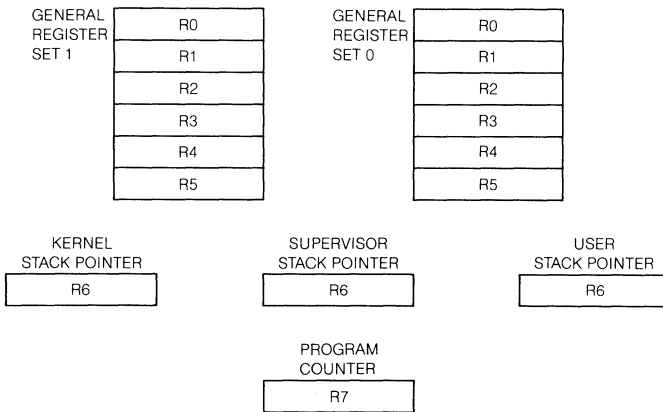 GENERAL
REGISTER
SET 1
R0
R1
R2
R3
R4
R5
GENERAL
REGISTER
SET 0
R0
R1
R2
R3
R4
R5
KERNEL
STACK POINTER
R6
SUPERVISOR
STACK POINTER
R6
USER
STACK POINTER
R6
PROGRAM
COUNTER
R7